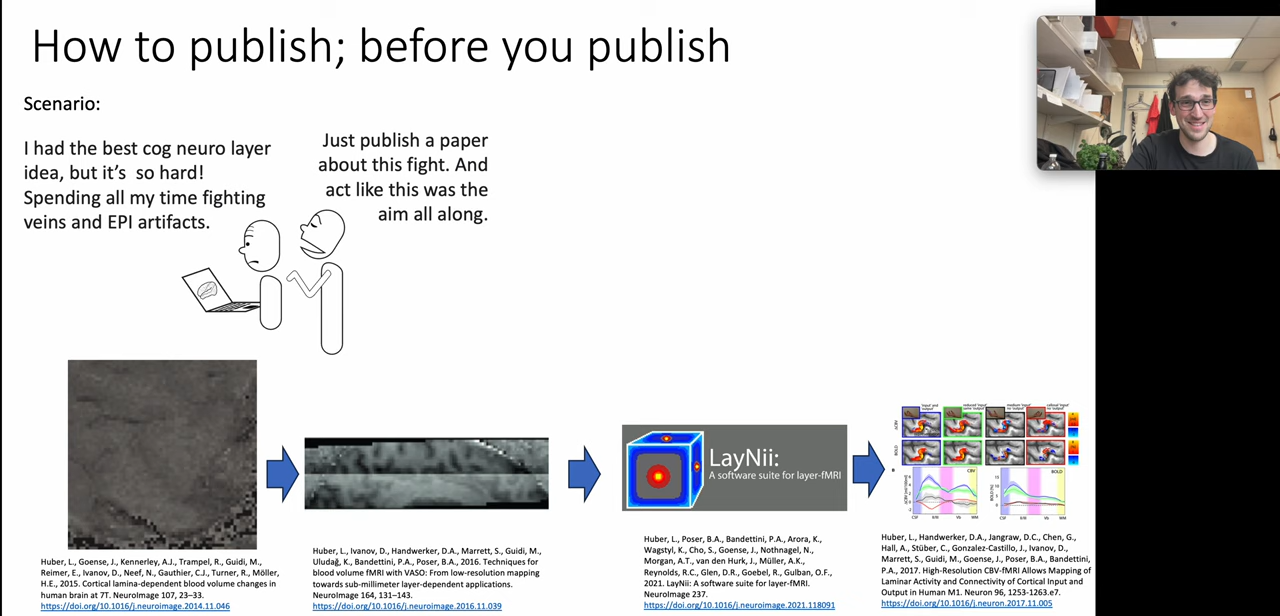 How to publish; before you publish
Scenario:
I had the best cog neuro layer
idea, but it's so hard!
Spending all my time fighting
veins and EPI artifacts.
Just publish a paper
about this fight. And
act like this was the
aim all along.
LayNii:
A software suite for layer-fMRI
CBV
BOLD
Huber, L., Goense, J., Kennerley, A.J., Trampel, R., Guidi, M.,
Reimer, E., Ivanov, D., Neef, N., Gauthier, C.J., Turner, R., Möller,
H.E., 2015. Cortical lamina-dependent blood volume changes in
human brain at 7T. NeuroImage 107, 23–33.
https://doi.org/10.1016/j.neuroimage.2014.11.046
Huber, L., Ivanov, D., Handwerker, D.A., Marrett, S., Guidi, M.,
Uludağ, K., Bandettini, P.A., Poser, B.A., 2016. Techniques for
blood volume fMRI with VASO: From low-resolution mapping
towards sub-millimeter layer-dependent applications.
NeuroImage 164, 131–143.
https://doi.org/10.1016/j.neuroimage.2016.11.039
Huber, L., Poser, B.A., Bandettini, P.A., Arora, K.,
Wagstyl, K., Cho, S., Goense, J., Nothnagel, N.,
Morgan, A.T., van den Hurk, J., Müller, A.K.,
Reynolds, R.C., Glen, D.R., Goebel, R., Gulban, O.F.,
2021. LayNii: A software suite for layer-fMRI.
NeuroImage 237.
https://doi.org/10.1016/j.neuroimage.2021.118091
Huber, L., Handwerker, D.A., Jangraw, D.C., Chen, G.,
Hall, A., Stüber, C., Gonzalez-Castillo, J., Ivanov, D.,
Marrett, S., Guidi, M., Goense, J., Poser, B.A., Bandettini,
P.A., 2017. High-Resolution CBV-fMRI Allows Mapping of
Laminar Activity and Connectivity of Cortical Input and
Output in Human M1. Neuron 96, 1253-1263.e7.
https://doi.org/10.1016/j.neuron.2017.11.005